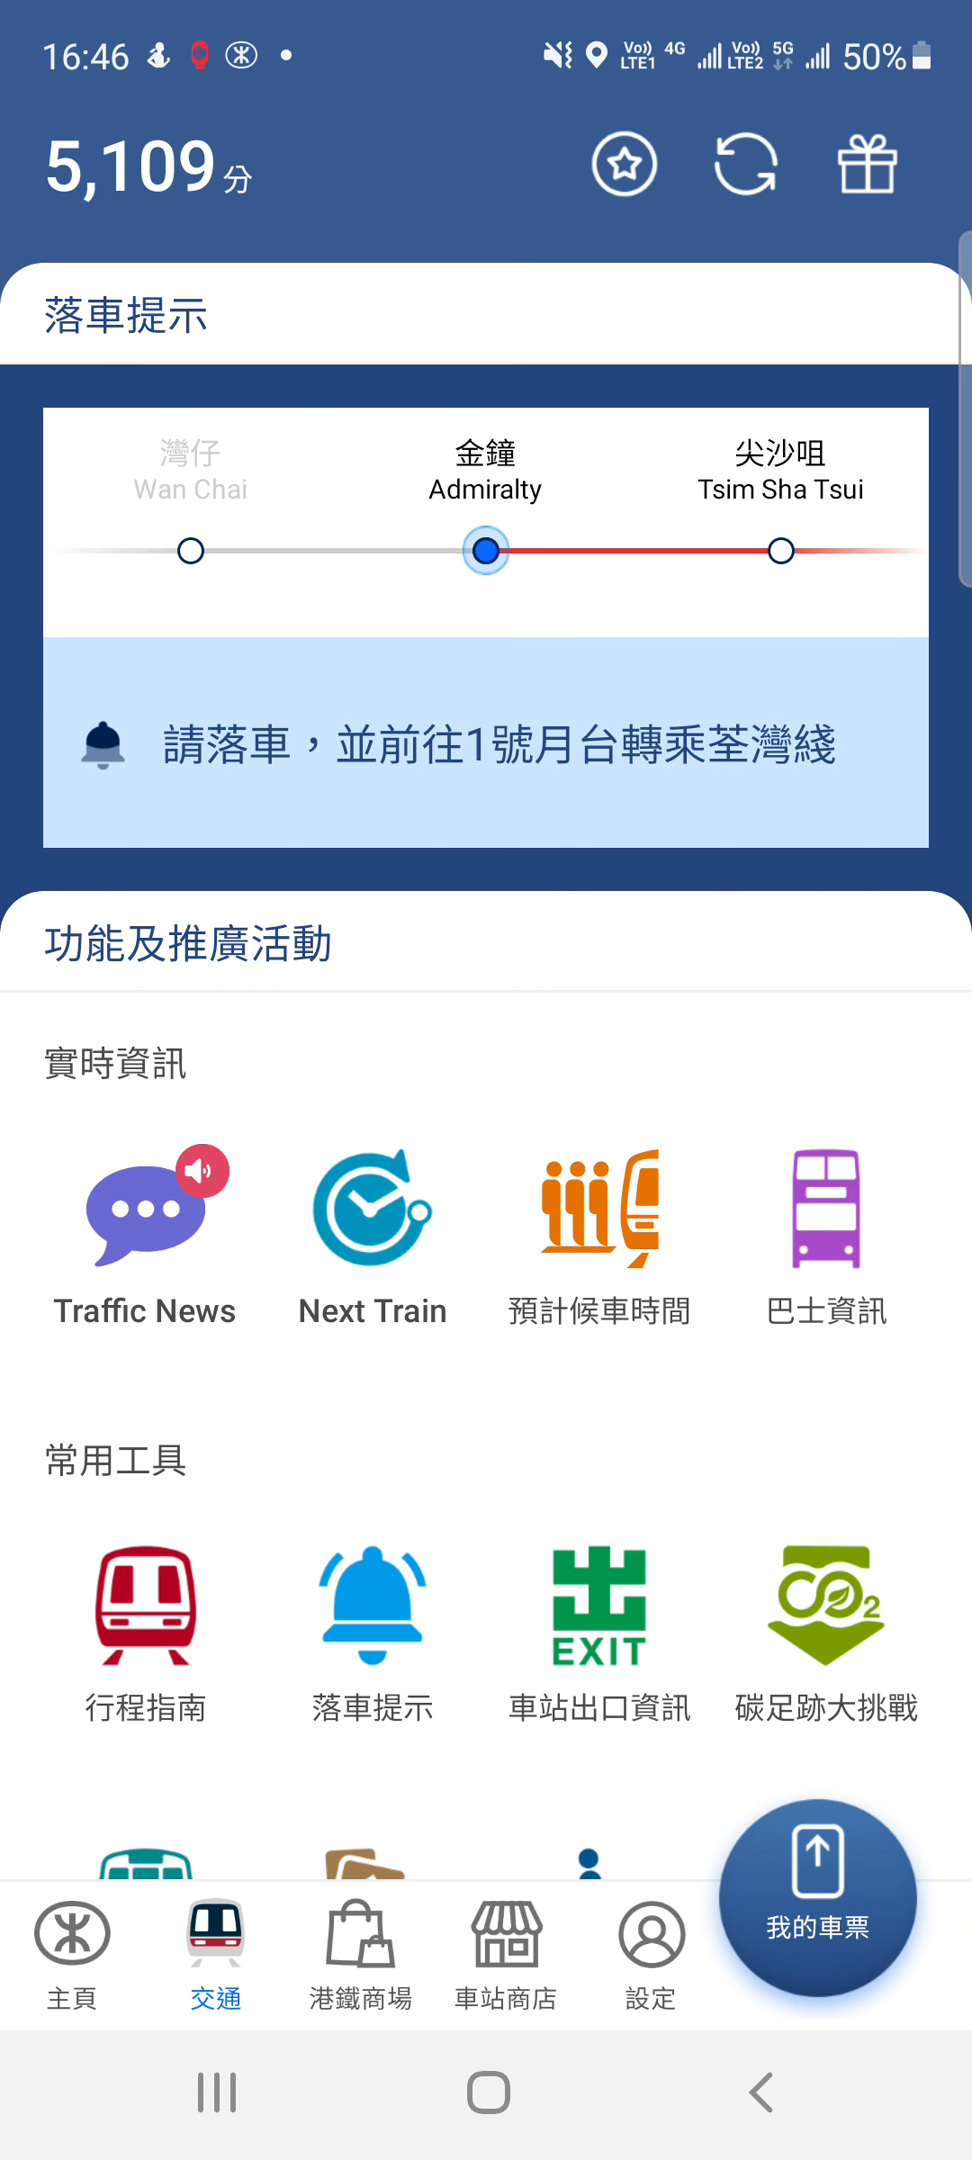 16:46
Vo)) LTE1 4G Vo)) LTE2 5G 50%
5,109分
落車提示
灣仔 金鐘 尖沙咀
Wan Chai Admiralty Tsim Sha Tsui
請落車，並前往1號月台轉乘荃灣綫
功能及推廣活動
實時資訊
Traffic News Next Train 預計候車時間 巴士資訊
常用工具
EXIT CO2
行程指南 落車提示 車站出口資訊 碳足跡大挑戰
主頁 交通 港鐵商場 車站商店 設定 我的車票